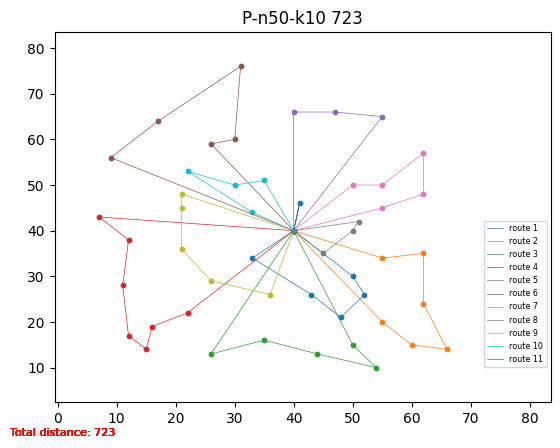 P-n50-k10 723
80
70
60
50
40
30
20
10
0 10 20 30 40 50 60 70 80
route 1
route 2
route 3
route 4
route 5
route 6
route 7
route 8
route 9
route 10
route 11
Total distance: 723